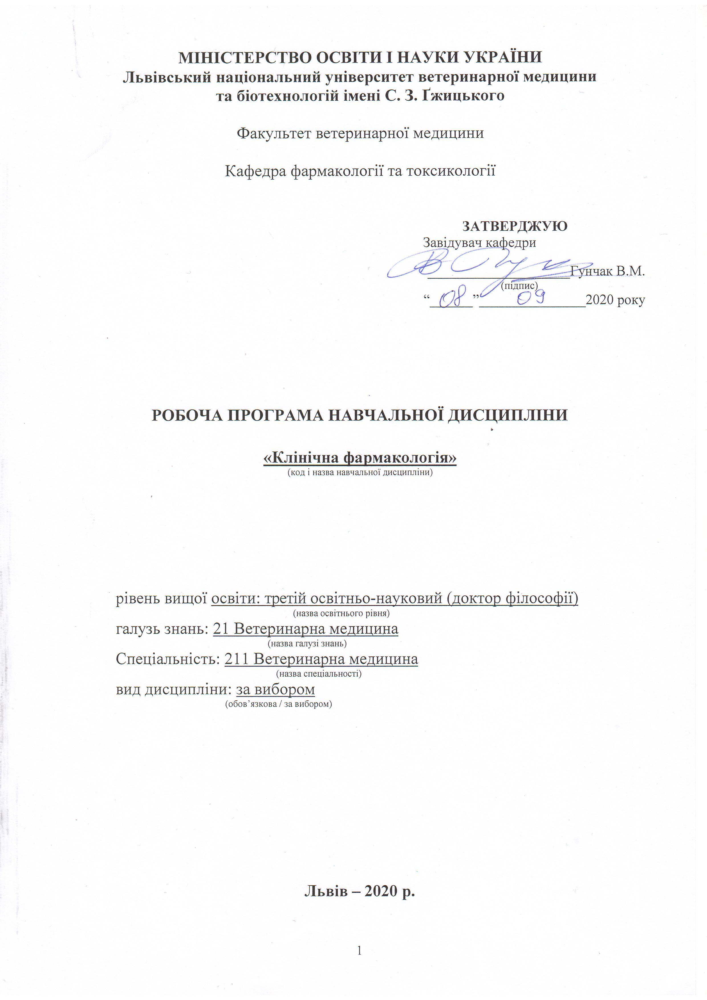 МІНІСТЕРСТВО ОСВІТИ І НАУКИ УКРАЇНИ
Львівський національний університет ветеринарної медицини
та біотехнологій імені С. З. Ґжицького
Факультет ветеринарної медицини
Кафедра фармакології та токсикології
ЗАТВЕРДЖУЮ
Завідувач кафедри
Гунчак В.М.
(підпис)
“ 08 ” 09 2020 року
РОБОЧА ПРОГРАМА НАВЧАЛЬНОЇ ДИСЦИПЛІНИ
«Клінічна фармакологія»
(код і назва навчальної дисципліни)
рівень вищої освіти: третій освітньо-науковий (доктор філософії)
(назва освітнього рівня)
галузь знань: 21 Ветеринарна медицина
(назва галузі знань)
Спеціальність: 211 Ветеринарна медицина
(назва спеціальності)
вид дисципліни: за вибором
(обов’язкова / за вибором)
Львів – 2020 р.
1